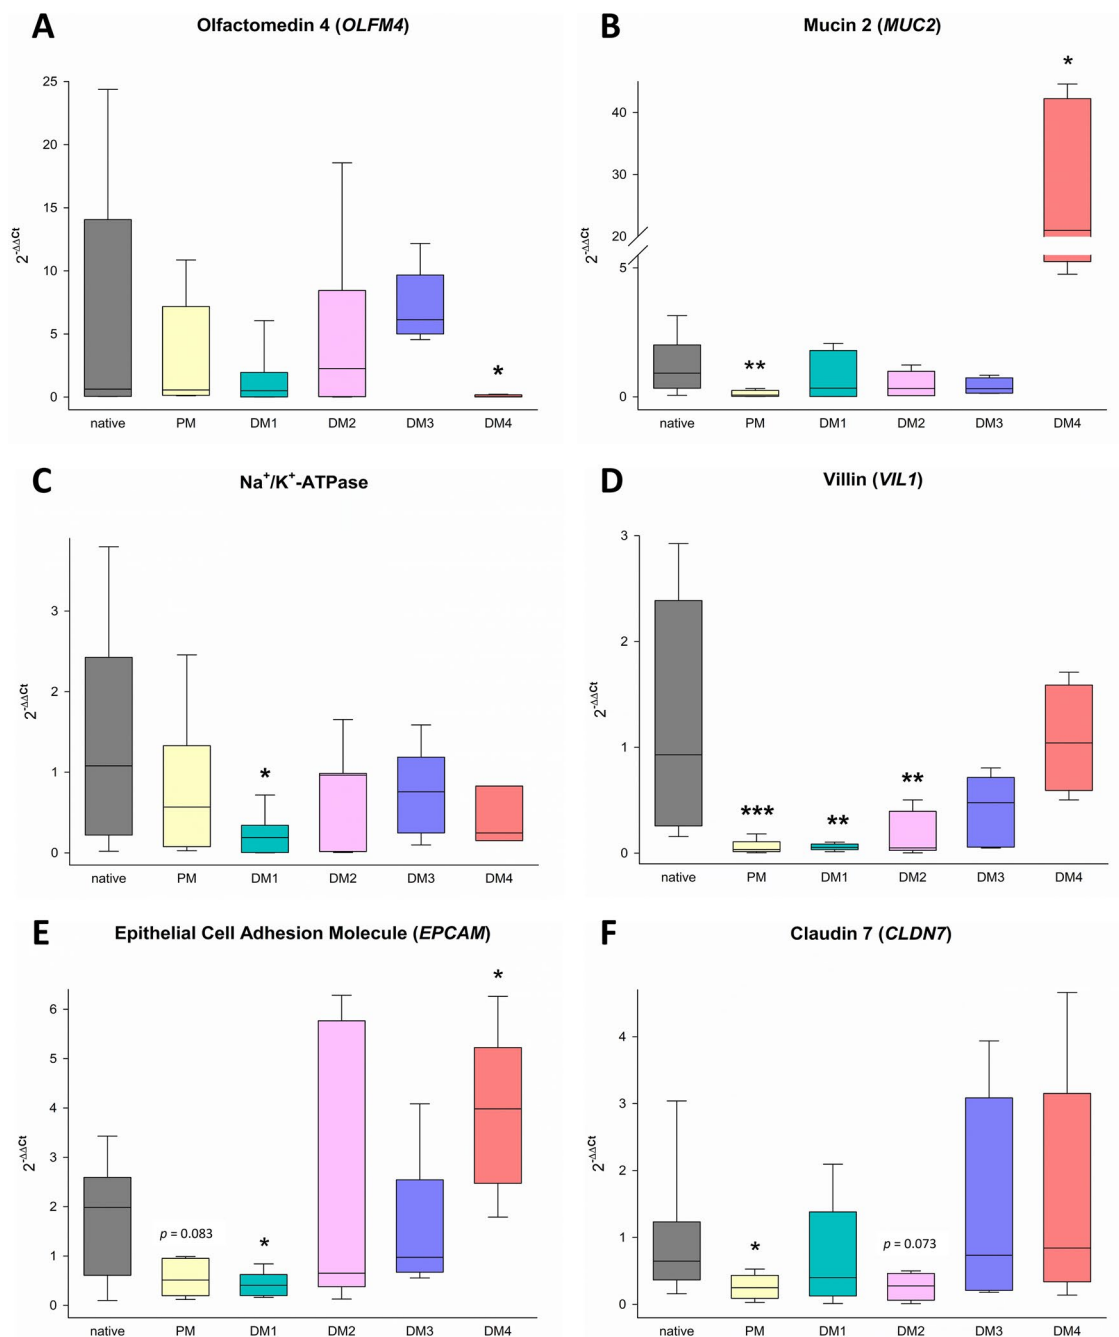 A
Olfactomedin 4 (OLFM4)
25
20
15
10
5
0
2^-ΔΔCt
native PM DM1 DM2 DM3 DM4
*
B
Mucin 2 (MUC2)
40
30
20
5
0
2^-ΔΔCt
native PM DM1 DM2 DM3 DM4
**
*
C
Na+/K+-ATPase
3
2
1
0
2^-ΔΔCt
native PM DM1 DM2 DM3 DM4
*
D
Villin (VIL1)
3
2
1
0
2^-ΔΔCt
native PM DM1 DM2 DM3 DM4
***
**
**
E
Epithelial Cell Adhesion Molecule (EPCAM)
6
5
4
3
2
1
0
2^-ΔΔCt
native PM DM1 DM2 DM3 DM4
p = 0.083
*
*
F
Claudin 7 (CLDN7)
4
3
2
1
0
2^-ΔΔCt
native PM DM1 DM2 DM3 DM4
*
p = 0.073